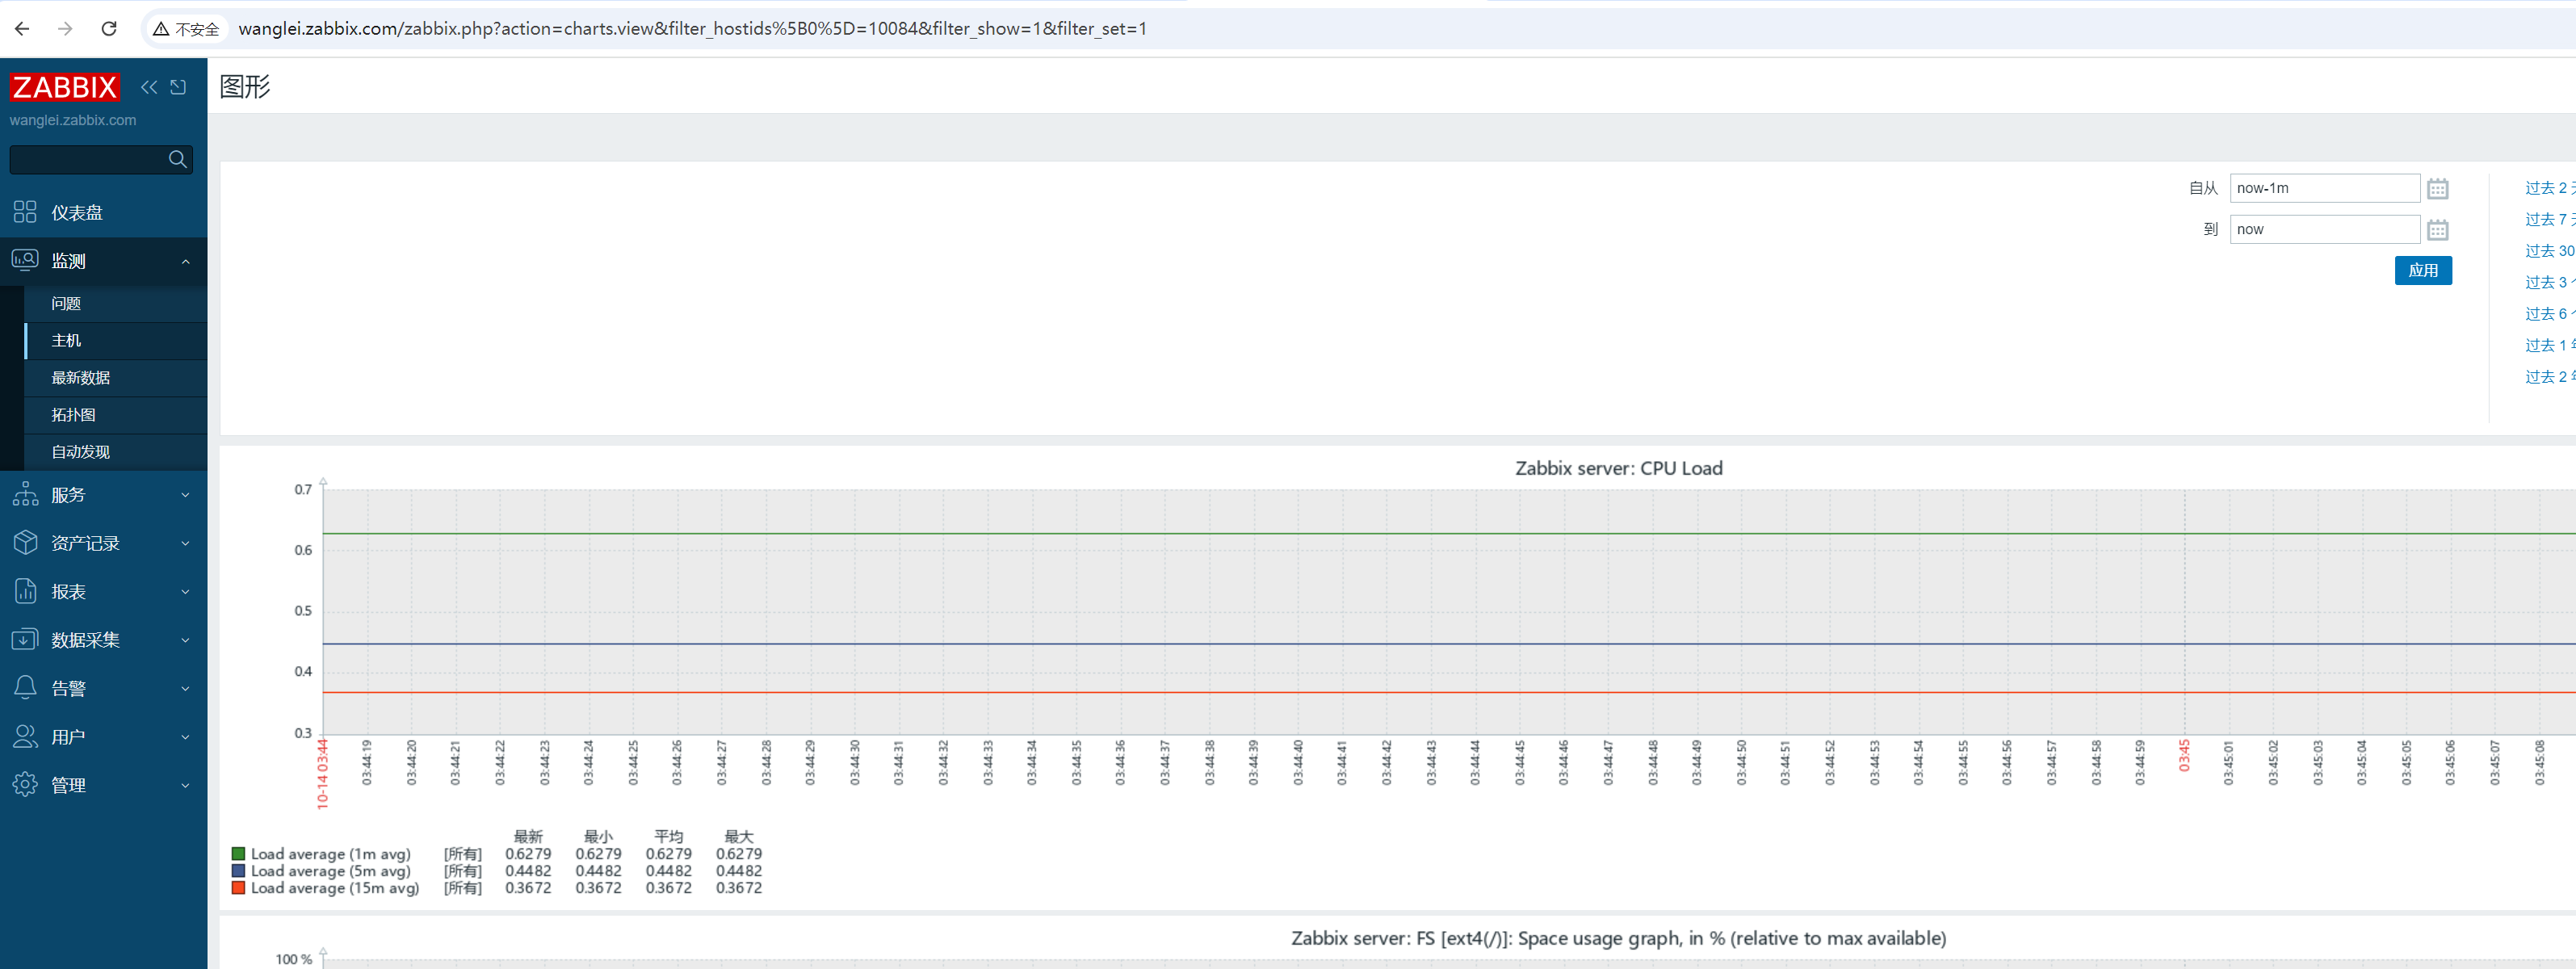 不安全 wanglei.zabbix.com/zabbix.php?action=charts.view&filter_hostids%5B0%5D=10084&filter_show=1&filter_set=1
ZABBIX
wanglei.zabbix.com
仪表盘
监测
问题
主机
最新数据
拓扑图
自动发现
服务
资产记录
报表
数据采集
告警
用户
管理
图形
自从 now-1m
到 now
应用
过去 2
过去 7
过去 30
过去 3
过去 6
过去 1
过去 2
Zabbix server: CPU Load
0.7
0.6
0.5
0.4
0.3
10-14 03:44 03:44:19 03:44:20 03:44:21 03:44:22 03:44:23 03:44:24 03:44:25 03:44:26 03:44:27 03:44:28 03:44:29 03:44:30 03:44:31 03:44:32 03:44:33 03:44:34 03:44:35 03:44:36 03:44:37 03:44:38 03:44:39 03:44:40 03:44:41 03:44:42 03:44:43 03:44:44 03:44:45 03:44:46 03:44:47 03:44:48 03:44:49 03:44:50 03:44:51 03:44:52 03:44:53 03:44:54 03:44:55 03:44:56 03:44:57 03:44:58 03:44:59 03:45 03:45:01 03:45:02 03:45:03 03:45:04 03:45:05 03:45:06 03:45:07 03:45:08
最新 最小 平均 最大
Load average (1m avg) [所有] 0.6279 0.6279 0.6279 0.6279
Load average (5m avg) [所有] 0.4482 0.4482 0.4482 0.4482
Load average (15m avg) [所有] 0.3672 0.3672 0.3672 0.3672
Zabbix server: FS [ext4(/)]: Space usage graph, in % (relative to max available)
100 %